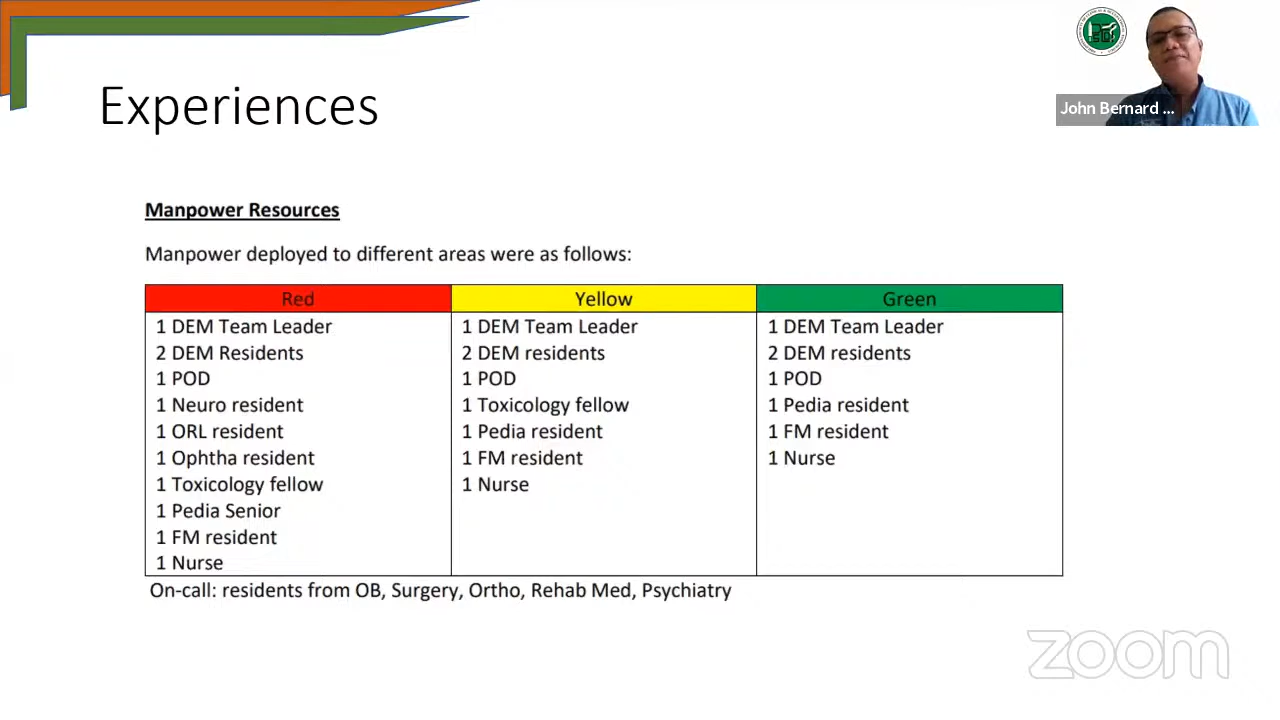 Experiences
John Bernard ...
Manpower Resources
Manpower deployed to different areas were as follows:
Red
Yellow
Green
1 DEM Team Leader
2 DEM Residents
1 POD
1 Neuro resident
1 ORL resident
1 Ophtha resident
1 Toxicology fellow
1 Pedia Senior
1 FM resident
1 Nurse
1 DEM Team Leader
2 DEM residents
1 POD
1 Toxicology fellow
1 Pedia resident
1 FM resident
1 Nurse
1 DEM Team Leader
2 DEM residents
1 POD
1 Pedia resident
1 FM resident
1 Nurse
On-call: residents from OB, Surgery, Ortho, Rehab Med, Psychiatry
zoom